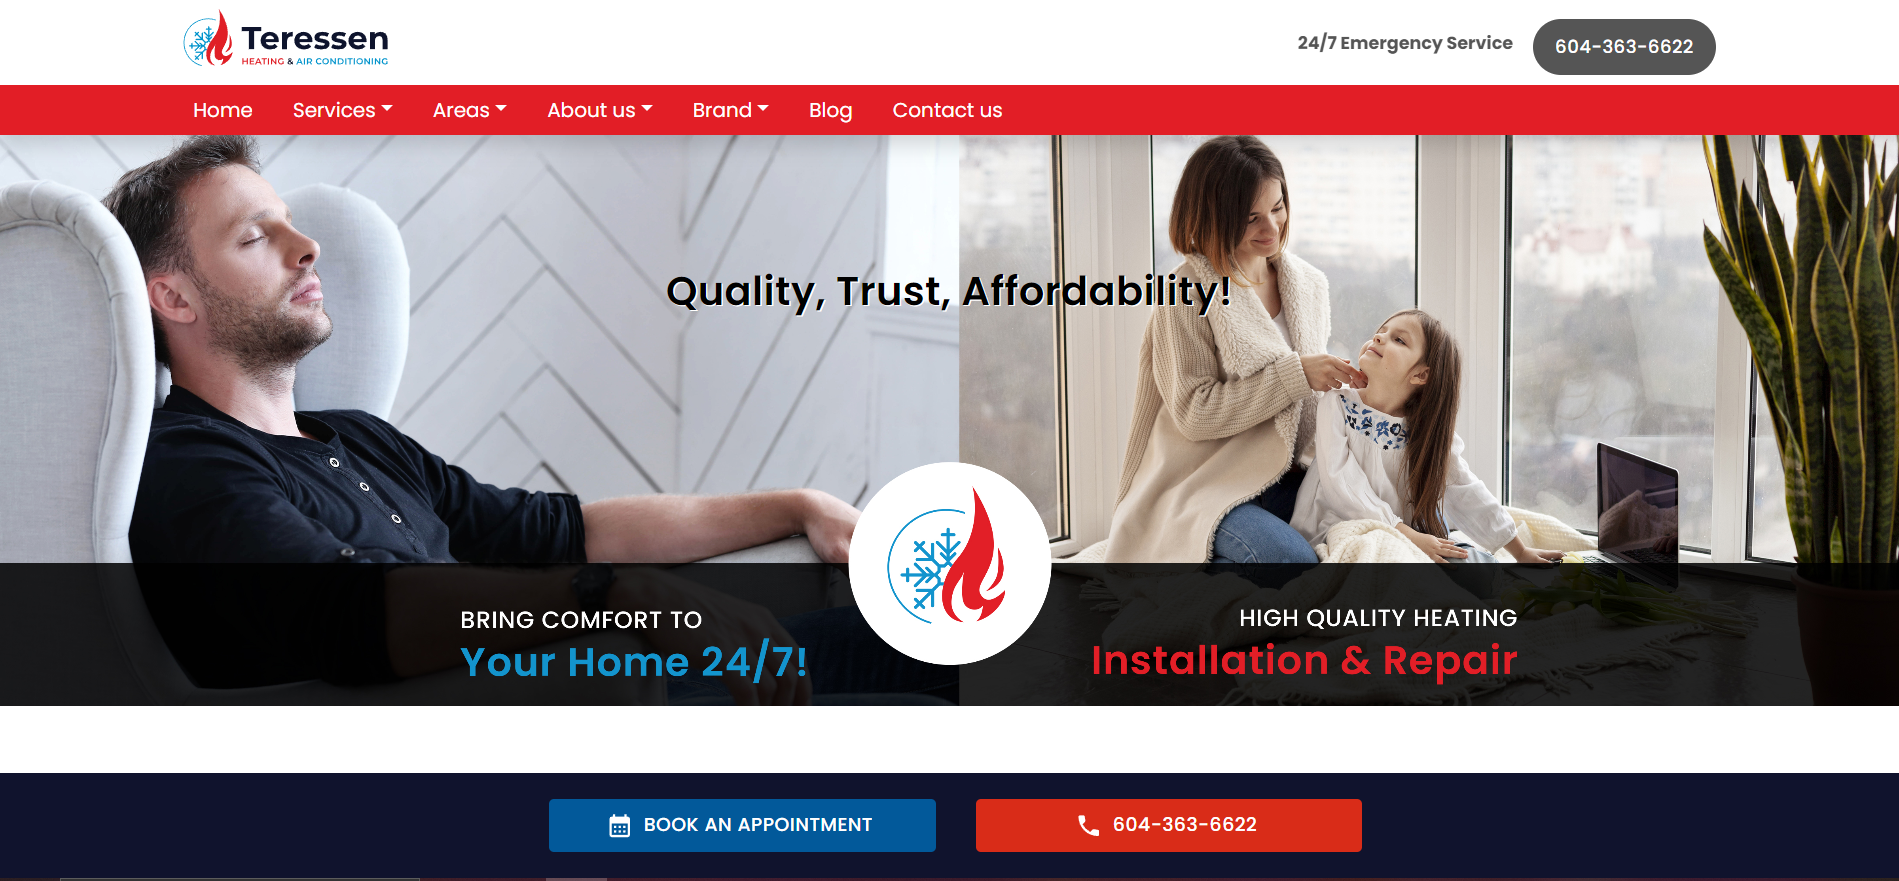 Teressen
HEATING & AIR CONDITIONING
24/7 Emergency Service
604-363-6622
Home Services Areas About us Brand Blog Contact us
Quality, Trust, Affordability!
BRING COMFORT TO
Your Home 24/7!
HIGH QUALITY HEATING
Installation & Repair
BOOK AN APPOINTMENT
604-363-6622